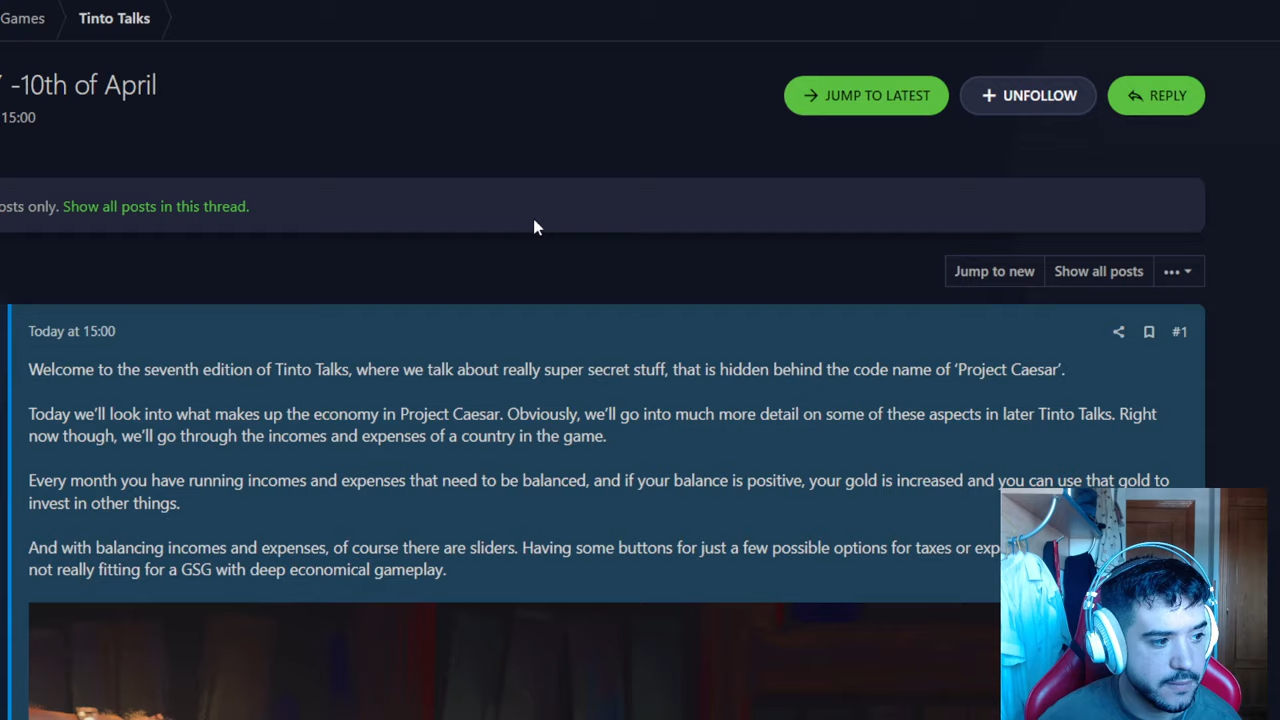 Games
Tinto Talks
-10th of April
15:00
JUMP TO LATEST
+ UNFOLLOW
REPLY
posts only. Show all posts in this thread.
Jump to new
Show all posts
Today at 15:00
#1
Welcome to the seventh edition of Tinto Talks, where we talk about really super secret stuff, that is hidden behind the code name of ‘Project Caesar’.
Today we’ll look into what makes up the economy in Project Caesar. Obviously, we’ll go into much more detail on some of these aspects in later Tinto Talks. Right
now though, we’ll go through the incomes and expenses of a country in the game.
Every month you have running incomes and expenses that need to be balanced, and if your balance is positive, your gold is increased and you can use that gold to
invest in other things.
And with balancing incomes and expenses, of course there are sliders. Having some buttons for just a few possible options for taxes or exp
not really fitting for a GSG with deep economical gameplay.